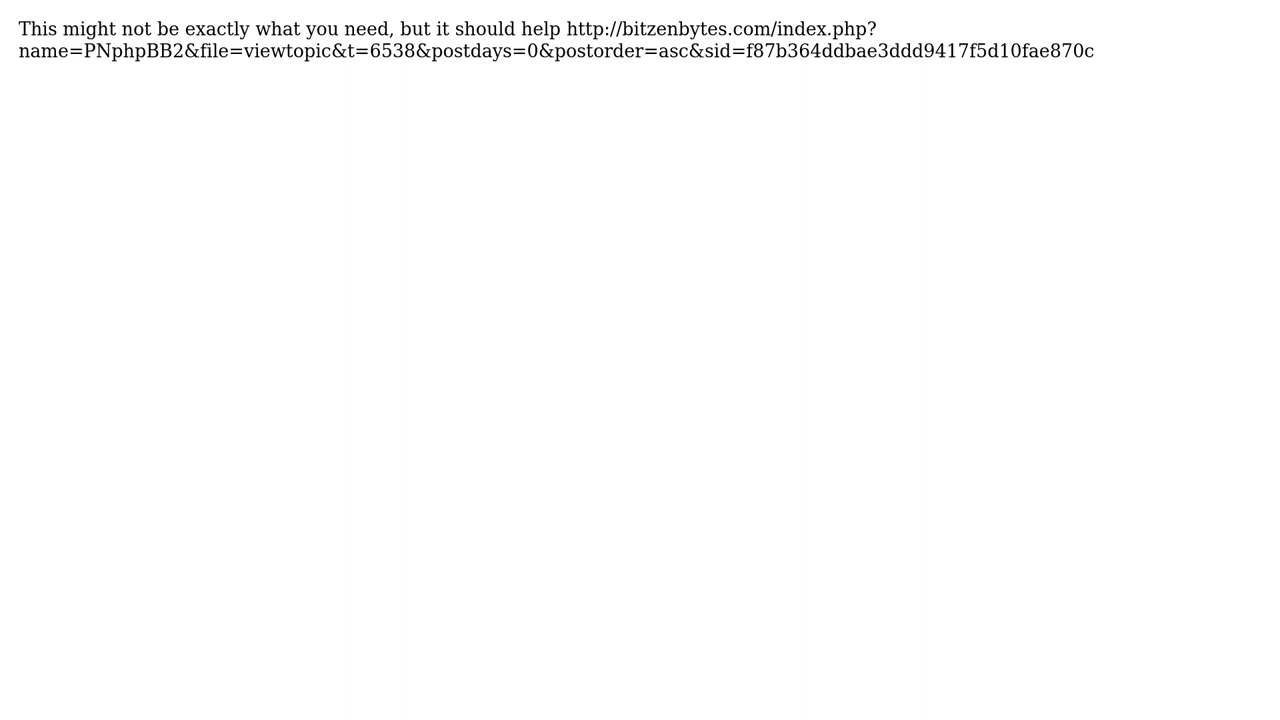 This might not be exactly what you need, but it should help http://bitzenbytes.com/index.php?
name=PNphpBB2&file=viewtopic&t=6538&postdays=0&postorder=asc&sid=f87b364ddbae3ddd9417f5d10fae870c